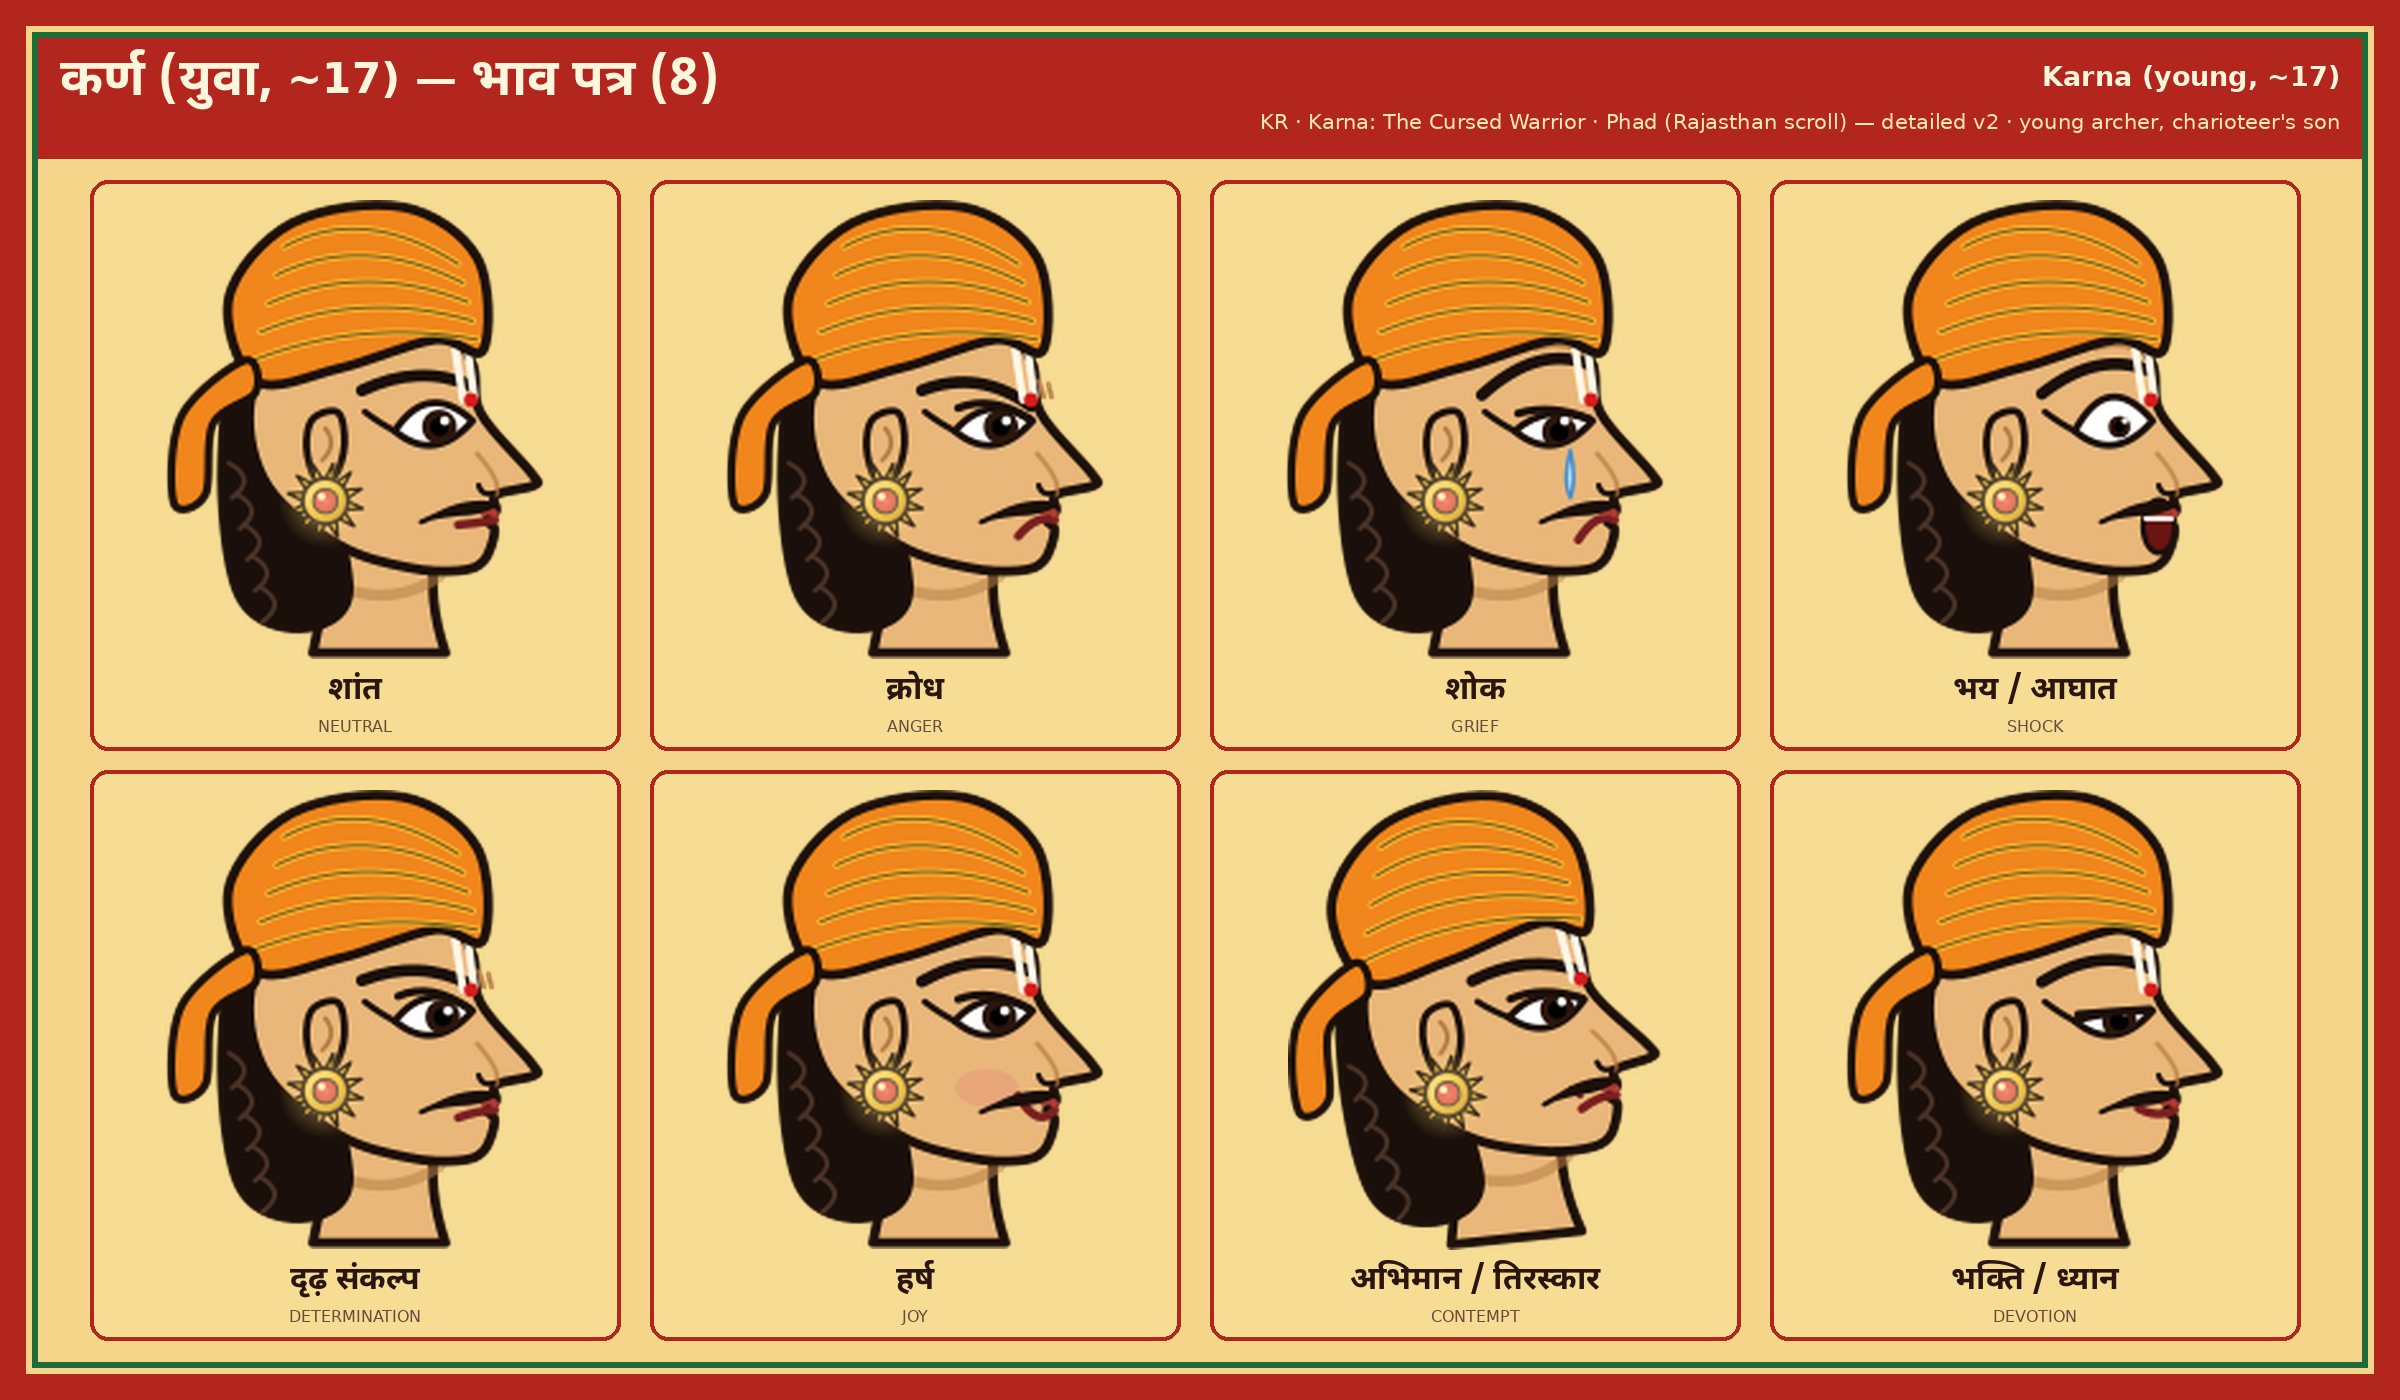 कर्ण (युवा, ~17) — भाव पत्र (8)
Karna (young, ~17)
KR · Karna: The Cursed Warrior · Phad (Rajasthan scroll) — detailed v2 · young archer, charioteer's son
शांत
NEUTRAL
क्रोध
ANGER
शोक
GRIEF
भय / आघात
SHOCK
दृढ़ संकल्प
DETERMINATION
हर्ष
JOY
अभिमान / तिरस्कार
CONTEMPT
भक्ति / ध्यान
DEVOTION